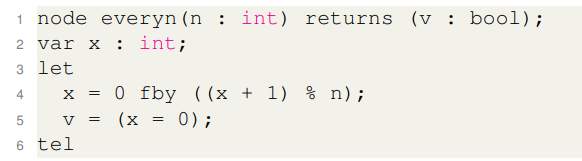 1 node everyn(n : int) returns (v : bool);
2 var x : int;
3 let
4 x = 0 fby ((x + 1) % n);
5 v = (x = 0);
6 tel